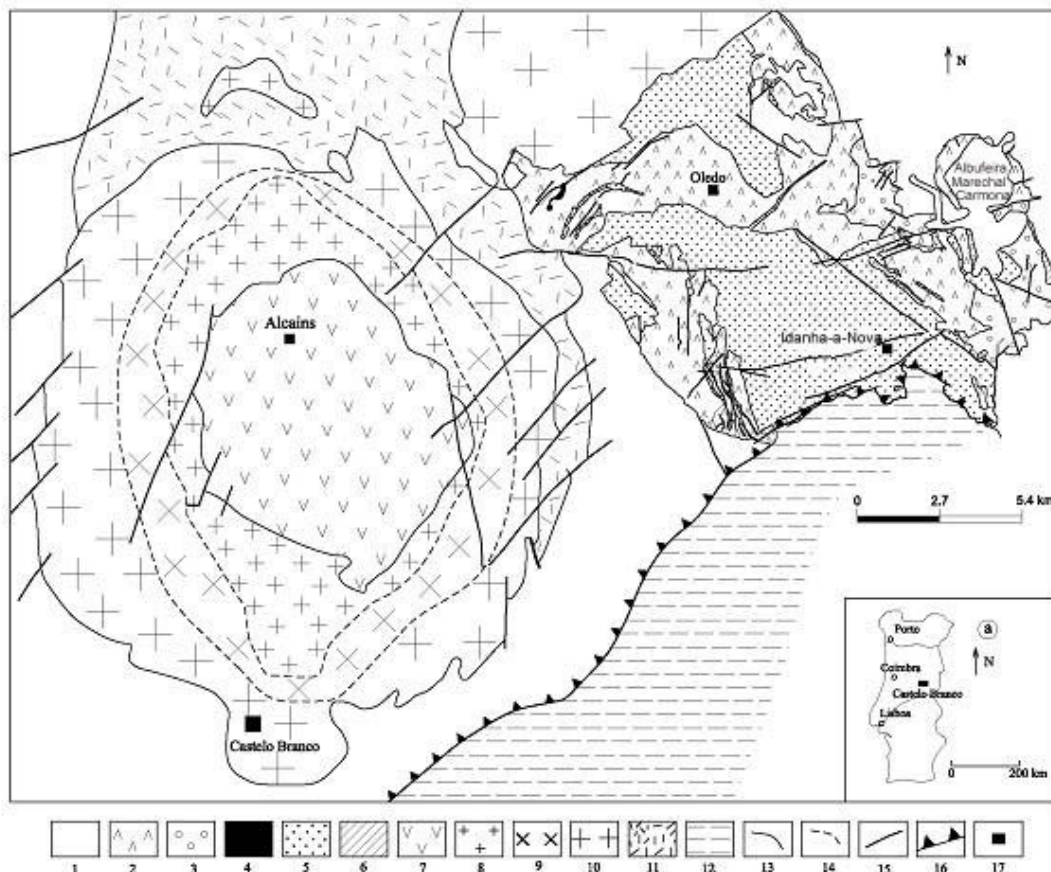 N
Oledo
Albufeira
Marechal
Carmona
Alcains
Idanha-a-Nova
0 2.7 5.4 km
Porto
a
N
Coimbra
Castelo Branco
Lisboa
0 200 km
Castelo Branco
1 2 3 4 5 6 7 8 9 10 11 12 13 14 15 16 17